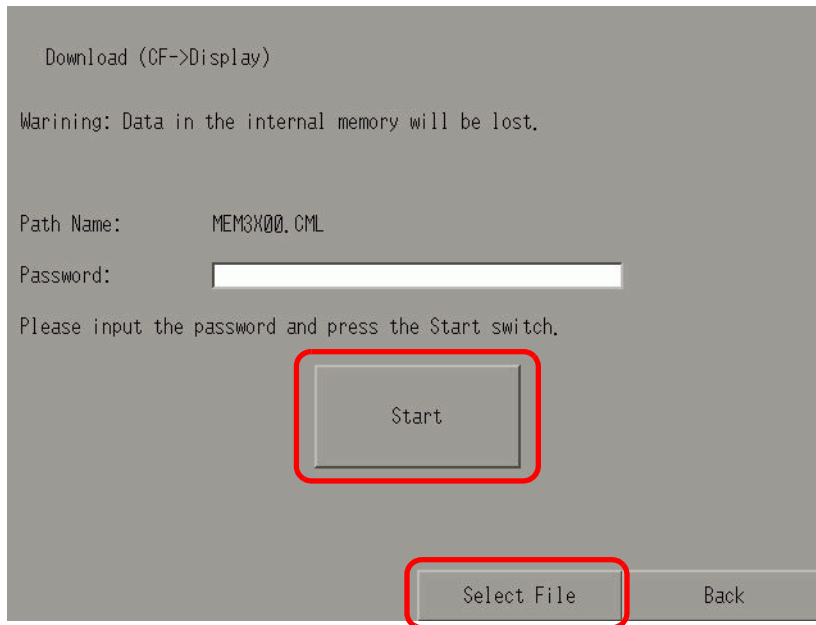 Download (CF->Display)
Warining: Data in the internal memory will be lost.
Path Name: MEM3X00.CML
Password:
Please input the password and press the Start switch.
Start
Select File Back